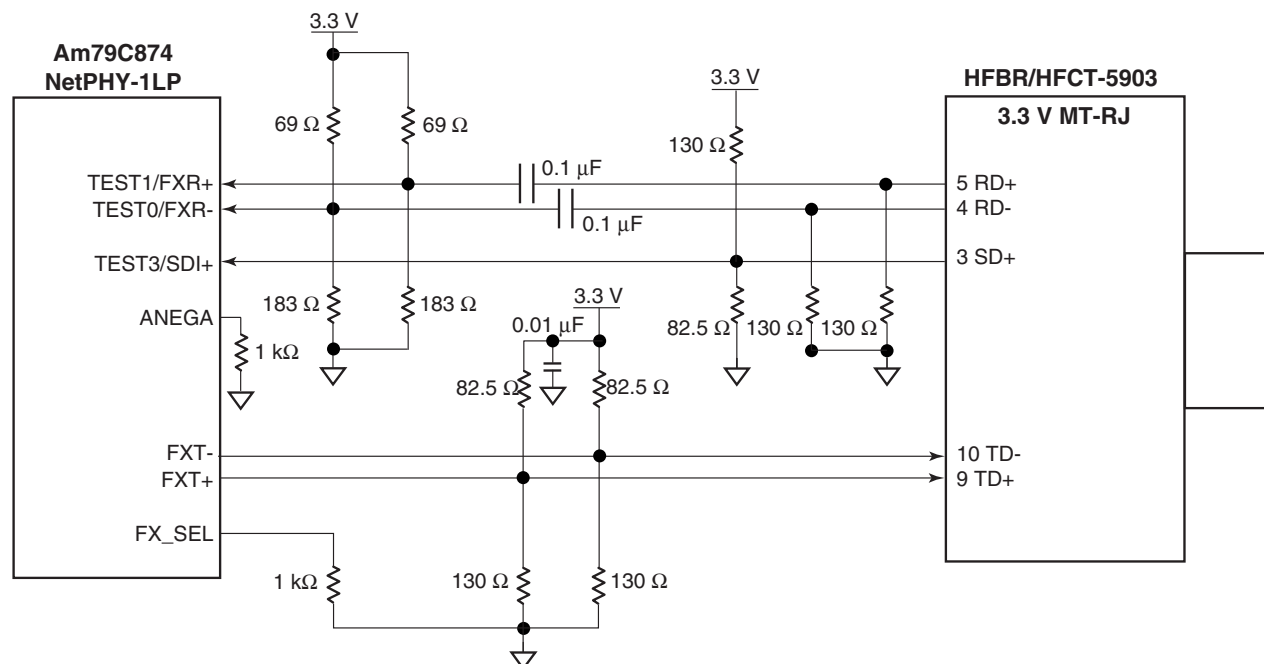 3.3 V
Am79C874
NetPHY-1LP
3.3 V
HFBR/HFCT-5903
3.3 V MT-RJ
69 Ω
69 Ω
130 Ω
0.1 µF
TEST1/FXR+
5 RD+
TEST0/FXR-
4 RD-
0.1 µF
TEST3/SDI+
3 SD+
183 Ω
183 Ω
3.3 V
ANEGA
0.01 µF
82.5 Ω
130 Ω
130 Ω
1 kΩ
82.5 Ω
82.5 Ω
FXT-
10 TD-
FXT+
9 TD+
FX_SEL
1 kΩ
130 Ω
130 Ω